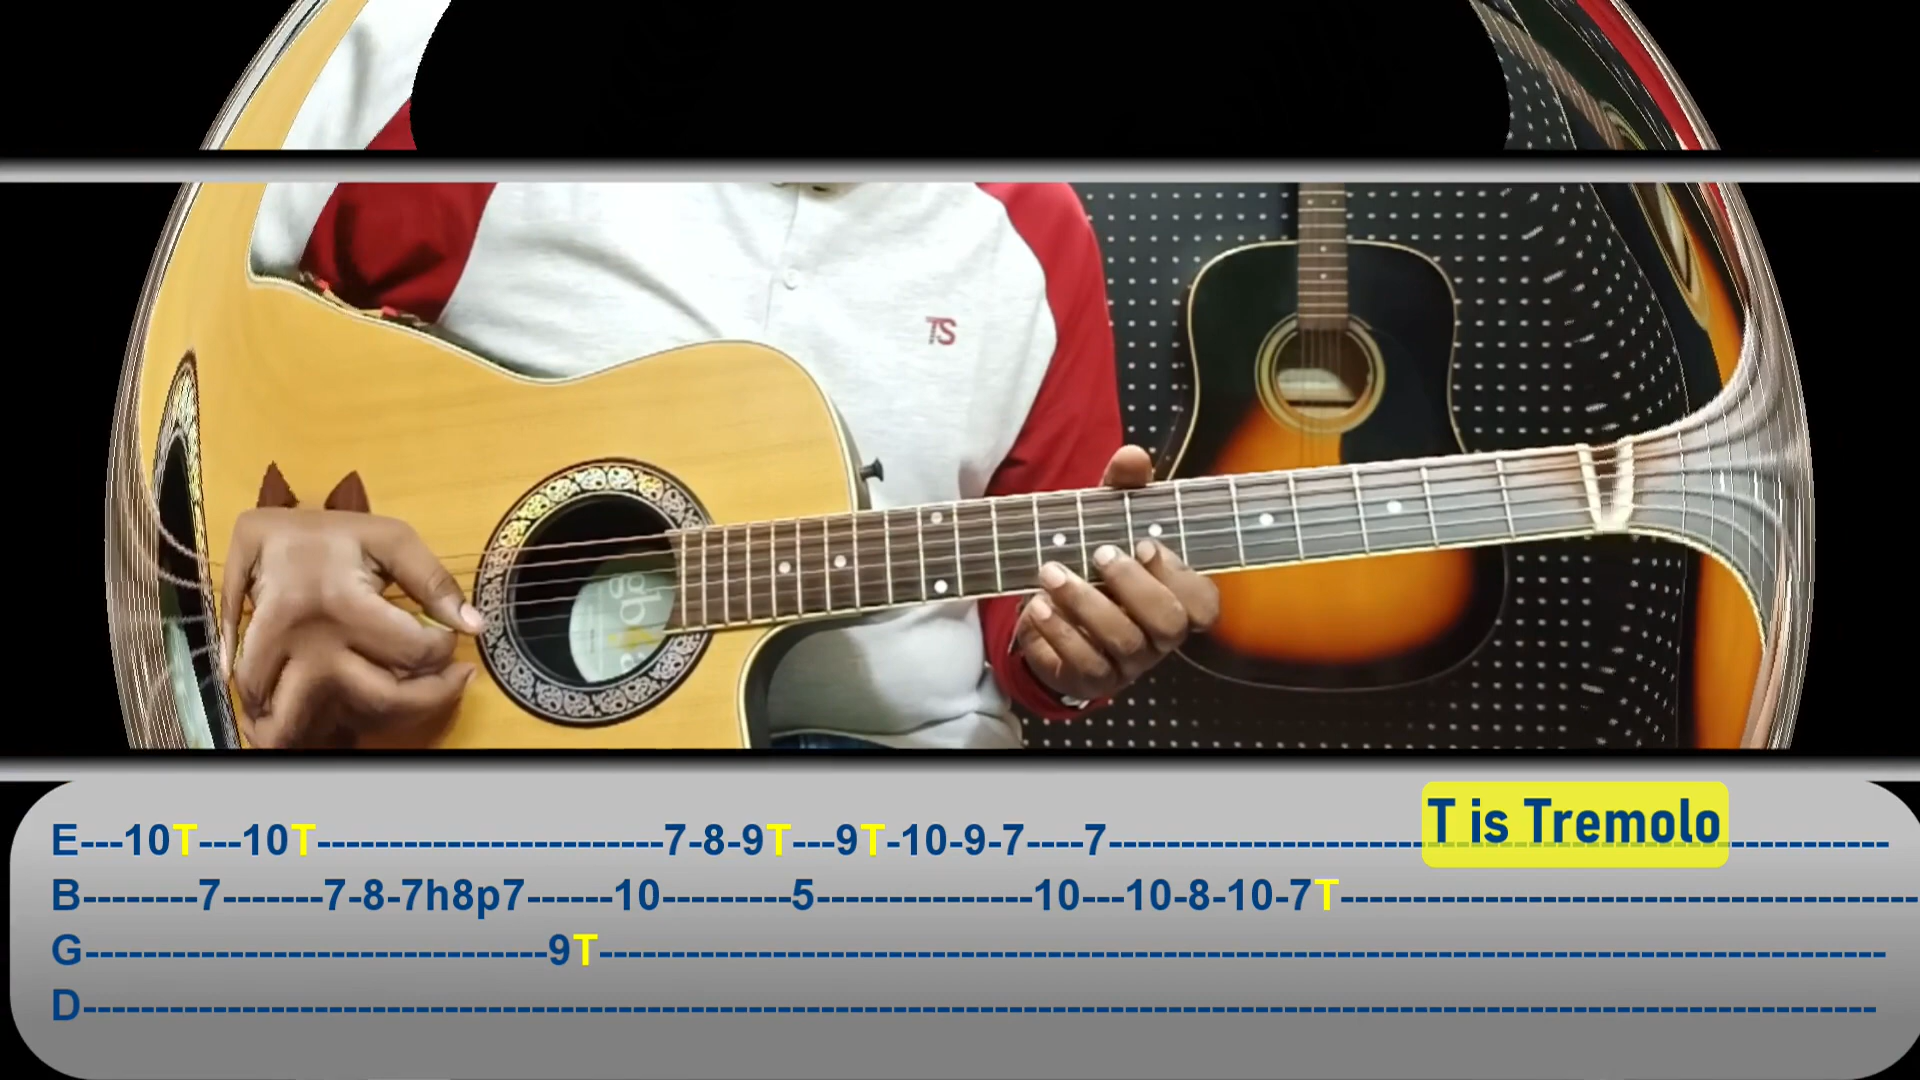 TS
gb&a
T is Tremolo
E---10T---10T------------------------7-8-9T---9T-10-9-7----7------------------------------------------------------
B--------7-------7-8-7h8p7------10---------5---------------10---10-8-10-7T----------------------------------------
G--------------------------------9T------------------------------------------------------------------------------------------
D----------------------------------------------------------------------------------------------------------------------------